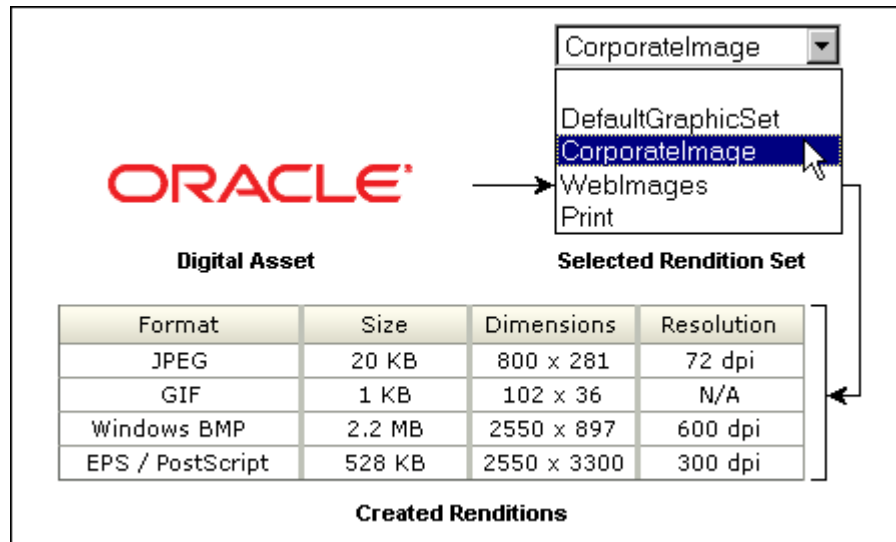 CorporateImage
DefaultGraphicSet
CorporateImage
WebImages
Print
ORACLE
Digital Asset
Selected Rendition Set
Format Size Dimensions Resolution
JPEG 20 KB 800 x 281 72 dpi
GIF 1 KB 102 x 36 N/A
Windows BMP 2.2 MB 2550 x 897 600 dpi
EPS / PostScript 528 KB 2550 x 3300 300 dpi
Created Renditions